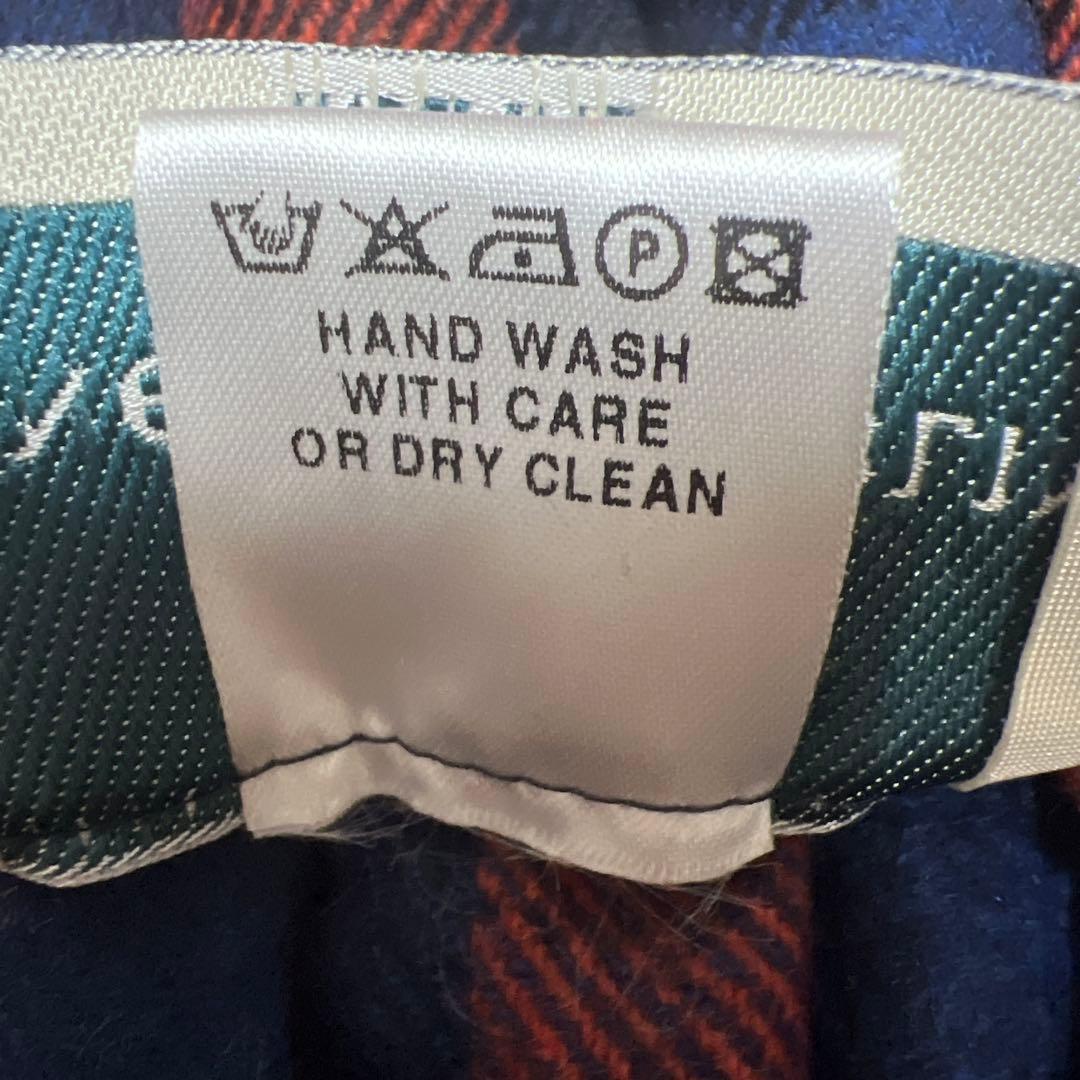 P
HAND WASH
WITH CARE
OR DRY CLEAN